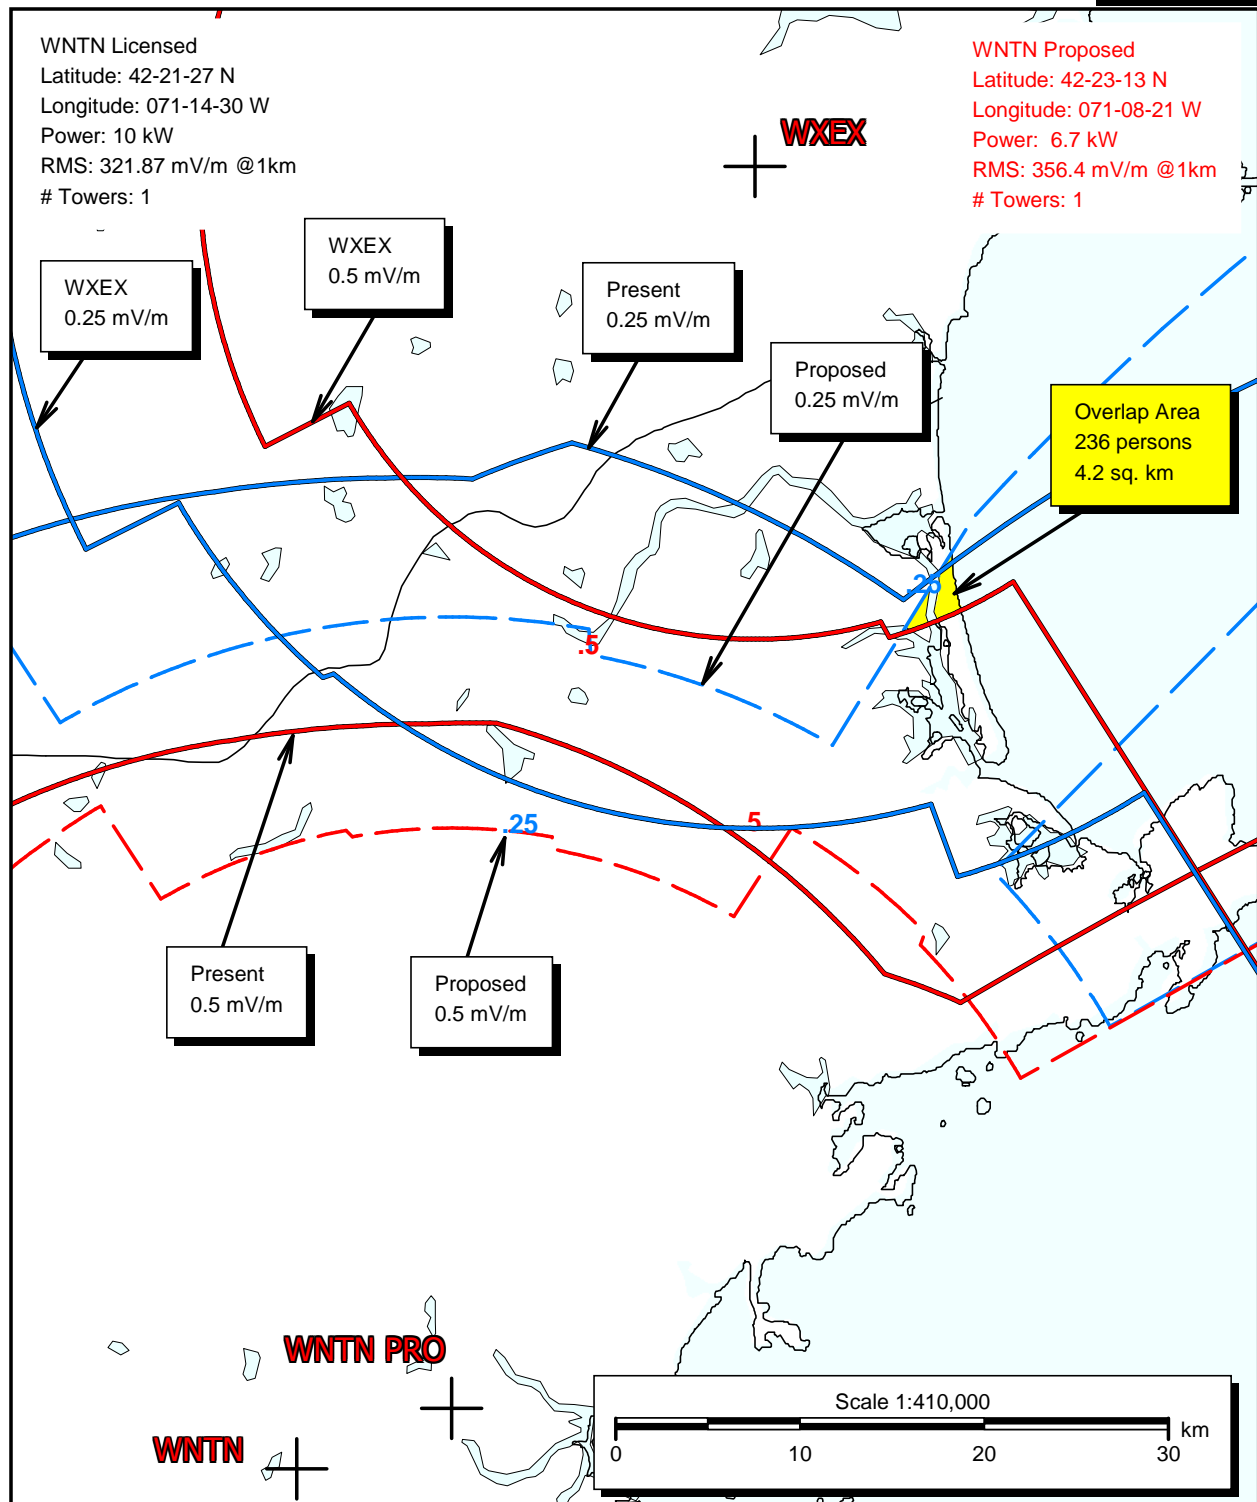 WNTN Licensed
Latitude: 42-21-27 N
Longitude: 071-14-30 W
Power: 10 kW
RMS: 321.87 mV/m @1km
# Towers: 1
WNTN Proposed
Latitude: 42-23-13 N
Longitude: 071-08-21 W
Power: 6.7 kW
RMS: 356.4 mV/m @1km
# Towers: 1
WXEX
WXEX
0.5 mV/m
WXEX
0.25 mV/m
Present
0.25 mV/m
Proposed
0.25 mV/m
Overlap Area
236 persons
4.2 sq. km
.25
.5
.25
.5
Present
0.5 mV/m
Proposed
0.5 mV/m
WNTN PRO
WNTN
Scale 1:410,000
km
0 10 20 30